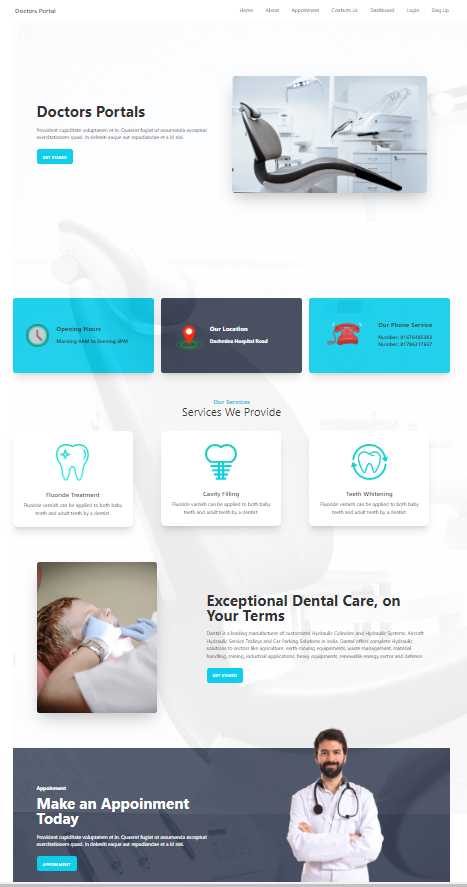 Doctors Portal
Home About Appoinment Contacts Us Dashboard Login Sing Up
Doctors Portals
Provident cupiditate voluptatem et in. Quaerat fugiat ut assumenda excepturi
exercitationem quasi. In deleniti eaque aut repudiandae et a id nisi.
GET STARED
Opening Hours
Morning 9AM to Evening 6PM
Our Location
Dashmina Hospital Road
Our Phone Service
Number: 01676485393
Number: 01795317667
Our Services
Services We Provide
Fluoride Treatment
Fluoride varnish can be applied to both baby
teeth and adult teeth by a dentist.
Cavity Filling
Fluoride varnish can be applied to both baby
teeth and adult teeth by a dentist.
Teeth Whitening
Fluoride varnish can be applied to both baby
teeth and adult teeth by a dentist.
Exceptional Dental Care, on
Your Terms
Dantal is a leading manufacturer of customized Hydraulic Cylinders and Hydraulic Systems, Aircraft
Hydraulic Service Trolleys and Car Parking Solutions in India. Dantal offers complete Hydraulic
solutions to sectors like agriculture, earth moving equipements, waste management, material
handling, mining, industrial applications, heavy equipments, renewable energy sector and defense.
GET STARED
Appoinment
Make an Appoinment
Today
Provident cupiditate voluptatem et in. Quaerat fugiat ut assumenda excepturi
exercitationem quasi. In deleniti eaque aut repudiandae et a id nisi.
APPOINMENT